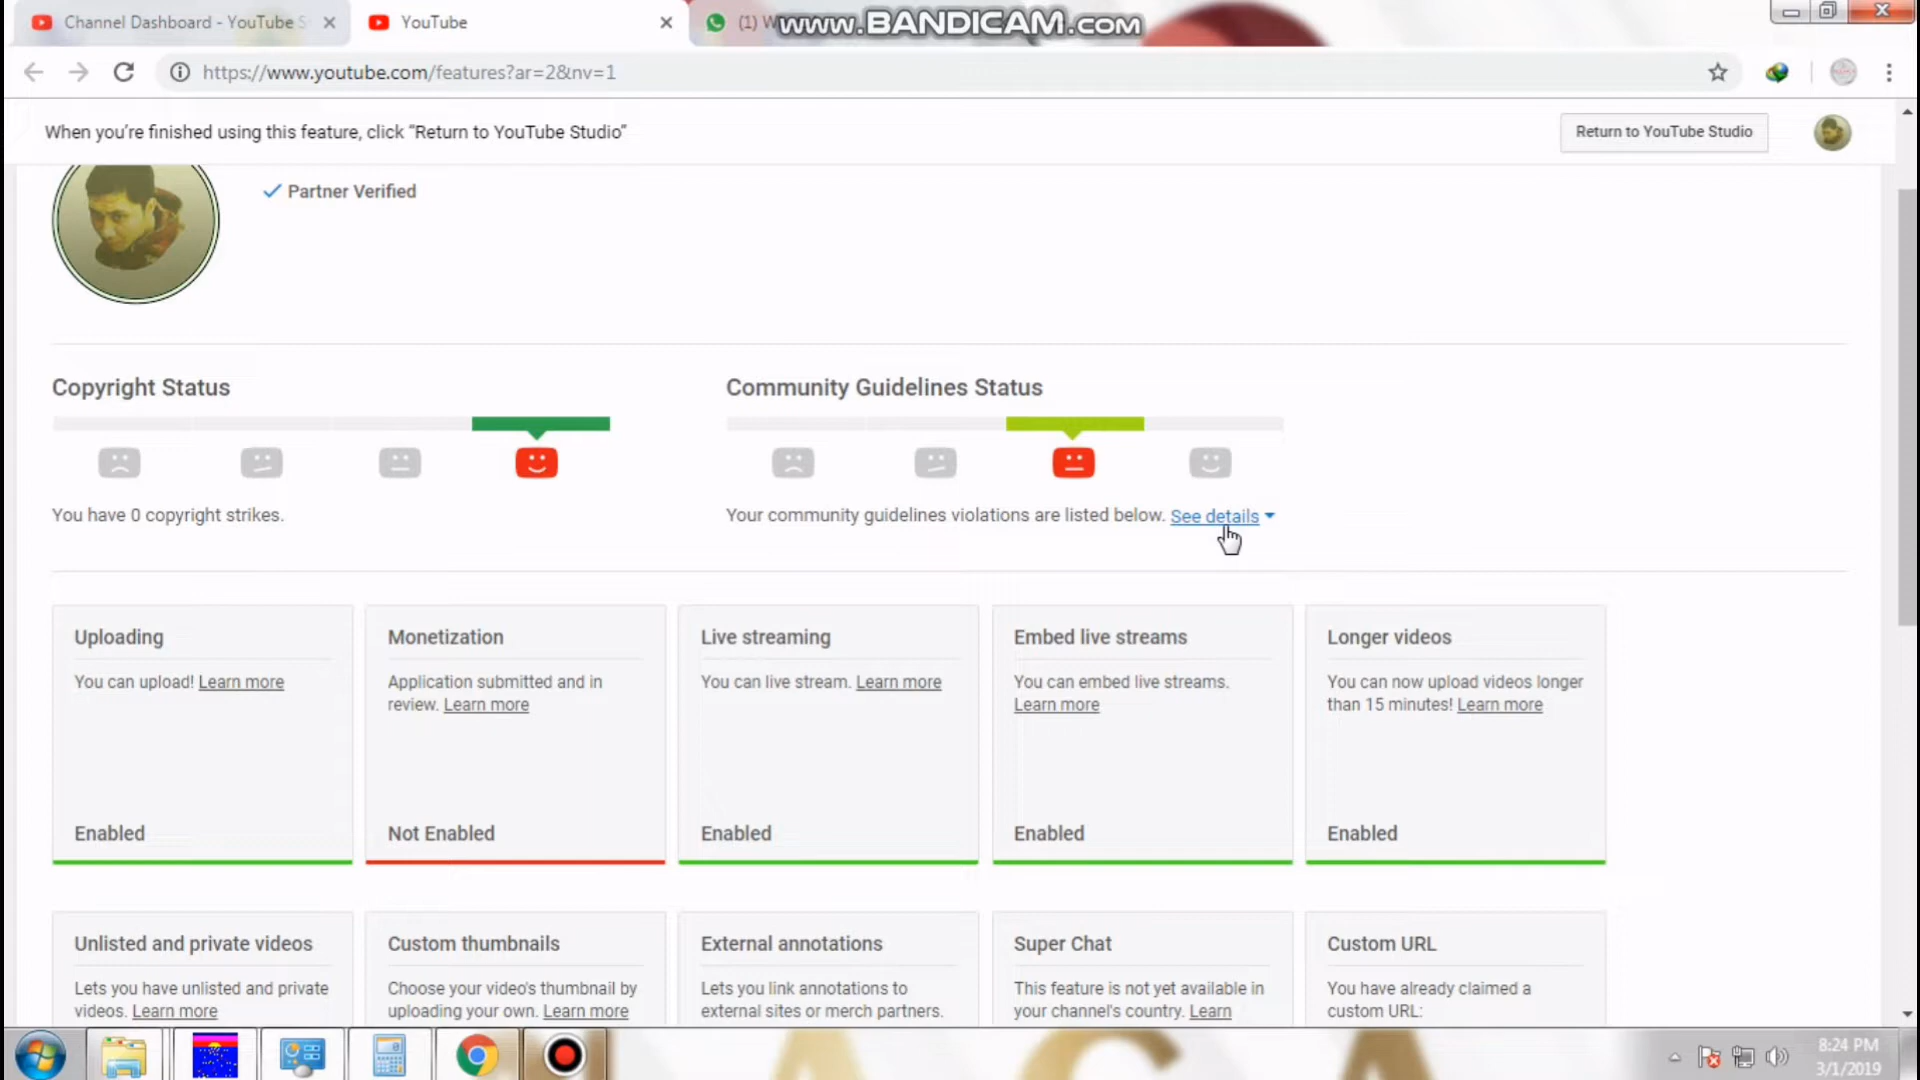 Channel Dashboard - YouTube S
YouTube
(1) W
www.BANDICAM.com
https://www.youtube.com/features?ar=2&nv=1
When you're finished using this feature, click “Return to YouTube Studio”
Return to YouTube Studio
Partner Verified
Copyright Status
Community Guidelines Status
You have 0 copyright strikes.
Your community guidelines violations are listed below. See details
Uploading
Monetization
Live streaming
Embed live streams
Longer videos
You can upload! Learn more
Application submitted and in
review. Learn more
You can live stream. Learn more
You can embed live streams.
Learn more
You can now upload videos longer
than 15 minutes! Learn more
Enabled
Not Enabled
Enabled
Enabled
Enabled
Unlisted and private videos
Custom thumbnails
External annotations
Super Chat
Custom URL
Lets you have unlisted and private
videos. Learn more
Choose your video's thumbnail by
uploading your own. Learn more
Lets you link annotations to
external sites or merch partners.
This feature is not yet available in
your channel's country. Learn
You have already claimed a
custom URL:
8:24 PM
3/1/2019